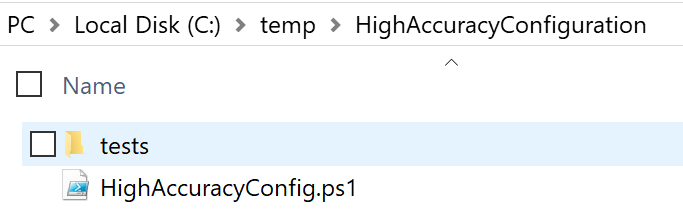 PC > Local Disk (C:) > temp > HighAccuracyConfiguration
Name
tests
HighAccuracyConfig.ps1